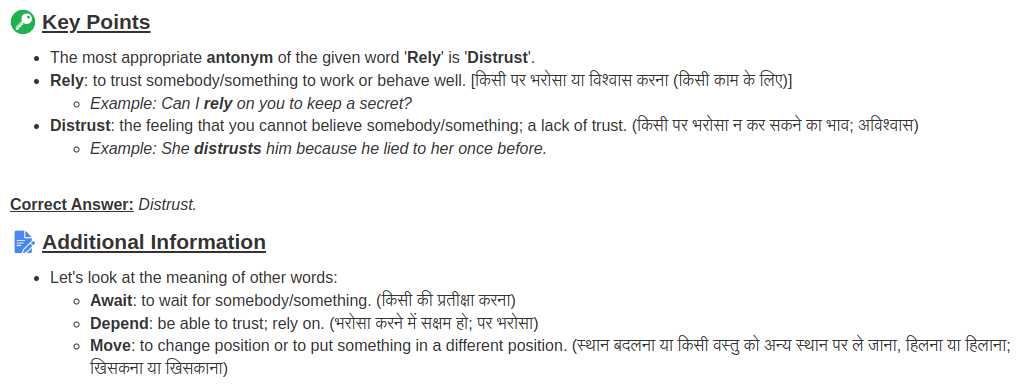 Key Points
• The most appropriate antonym of the given word 'Rely' is 'Distrust'.
• Rely: to trust somebody/something to work or behave well. [किसी पर भरोसा या विश्वास करना (किसी काम के लिए)]
◦ Example: Can I rely on you to keep a secret?
• Distrust: the feeling that you cannot believe somebody/something; a lack of trust. (किसी पर भरोसा न कर सकने का भाव; अविश्वास)
◦ Example: She distrusts him because he lied to her once before.
Correct Answer: Distrust.
Additional Information
• Let's look at the meaning of other words:
◦ Await: to wait for somebody/something. (किसी की प्रतीक्षा करना)
◦ Depend: be able to trust; rely on. (भरोसा करने में सक्षम हो; पर भरोसा)
◦ Move: to change position or to put something in a different position. (स्थान बदलना या किसी वस्तु को अन्य स्थान पर ले जाना, हिलना या हिलाना;
खिसकना या खिसकाना)